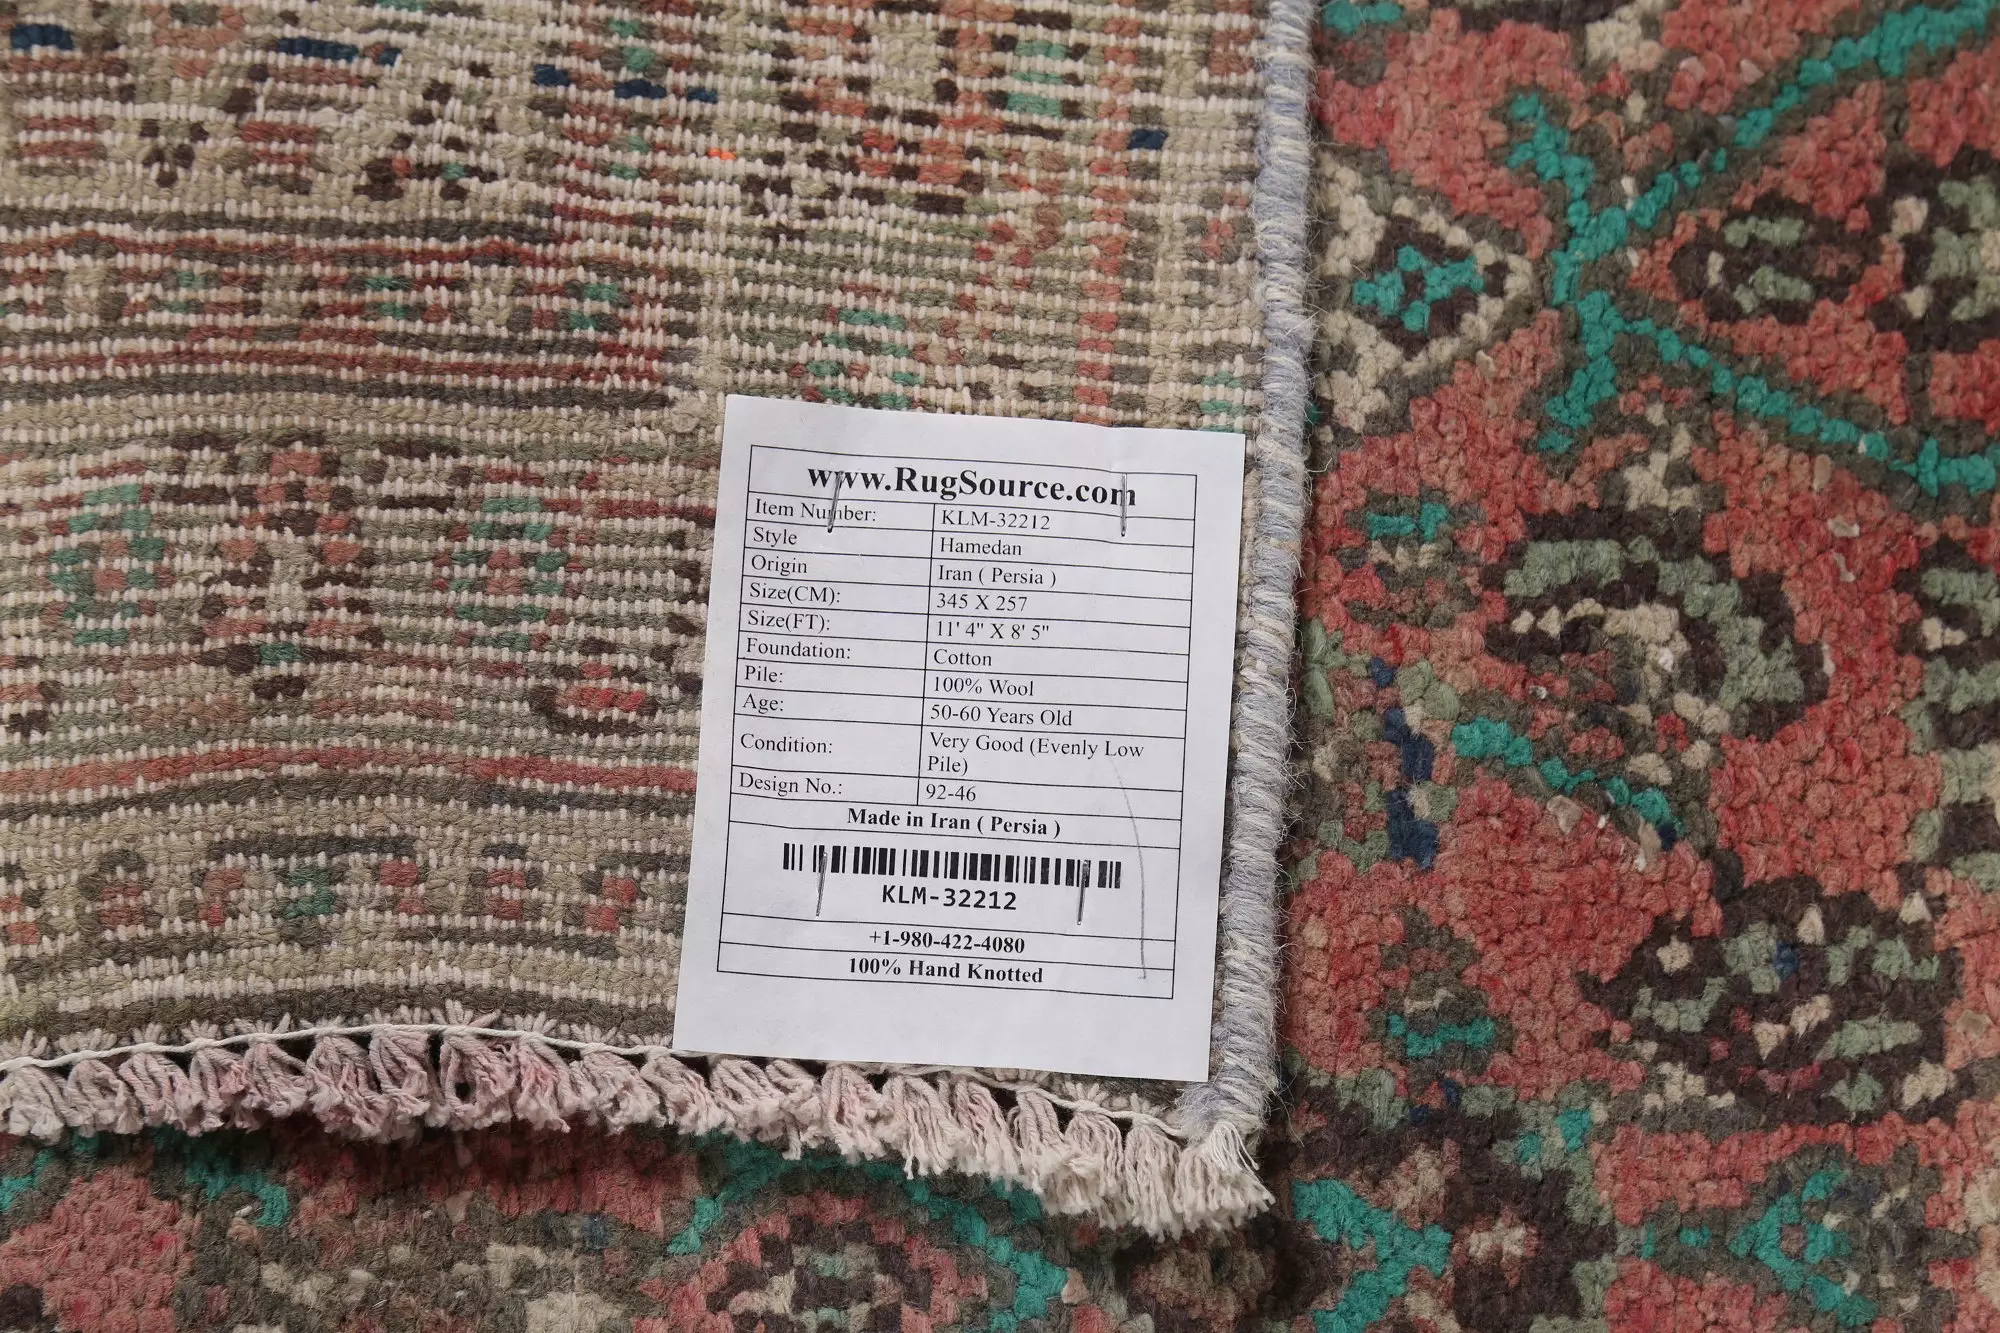 www.RugSource.com
Item Number: KLM-32212
Style Hamedan
Origin Iran ( Persia )
Size(CM): 345 X 257
Size(FT): 11' 4" X 8' 5"
Foundation: Cotton
Pile: 100% Wool
Age: 50-60 Years Old
Condition: Very Good (Evenly Low
Pile)
Design No.: 92-46
Made in Iran ( Persia )
KLM-32212
+1-980-422-4080
100% Hand Knotted